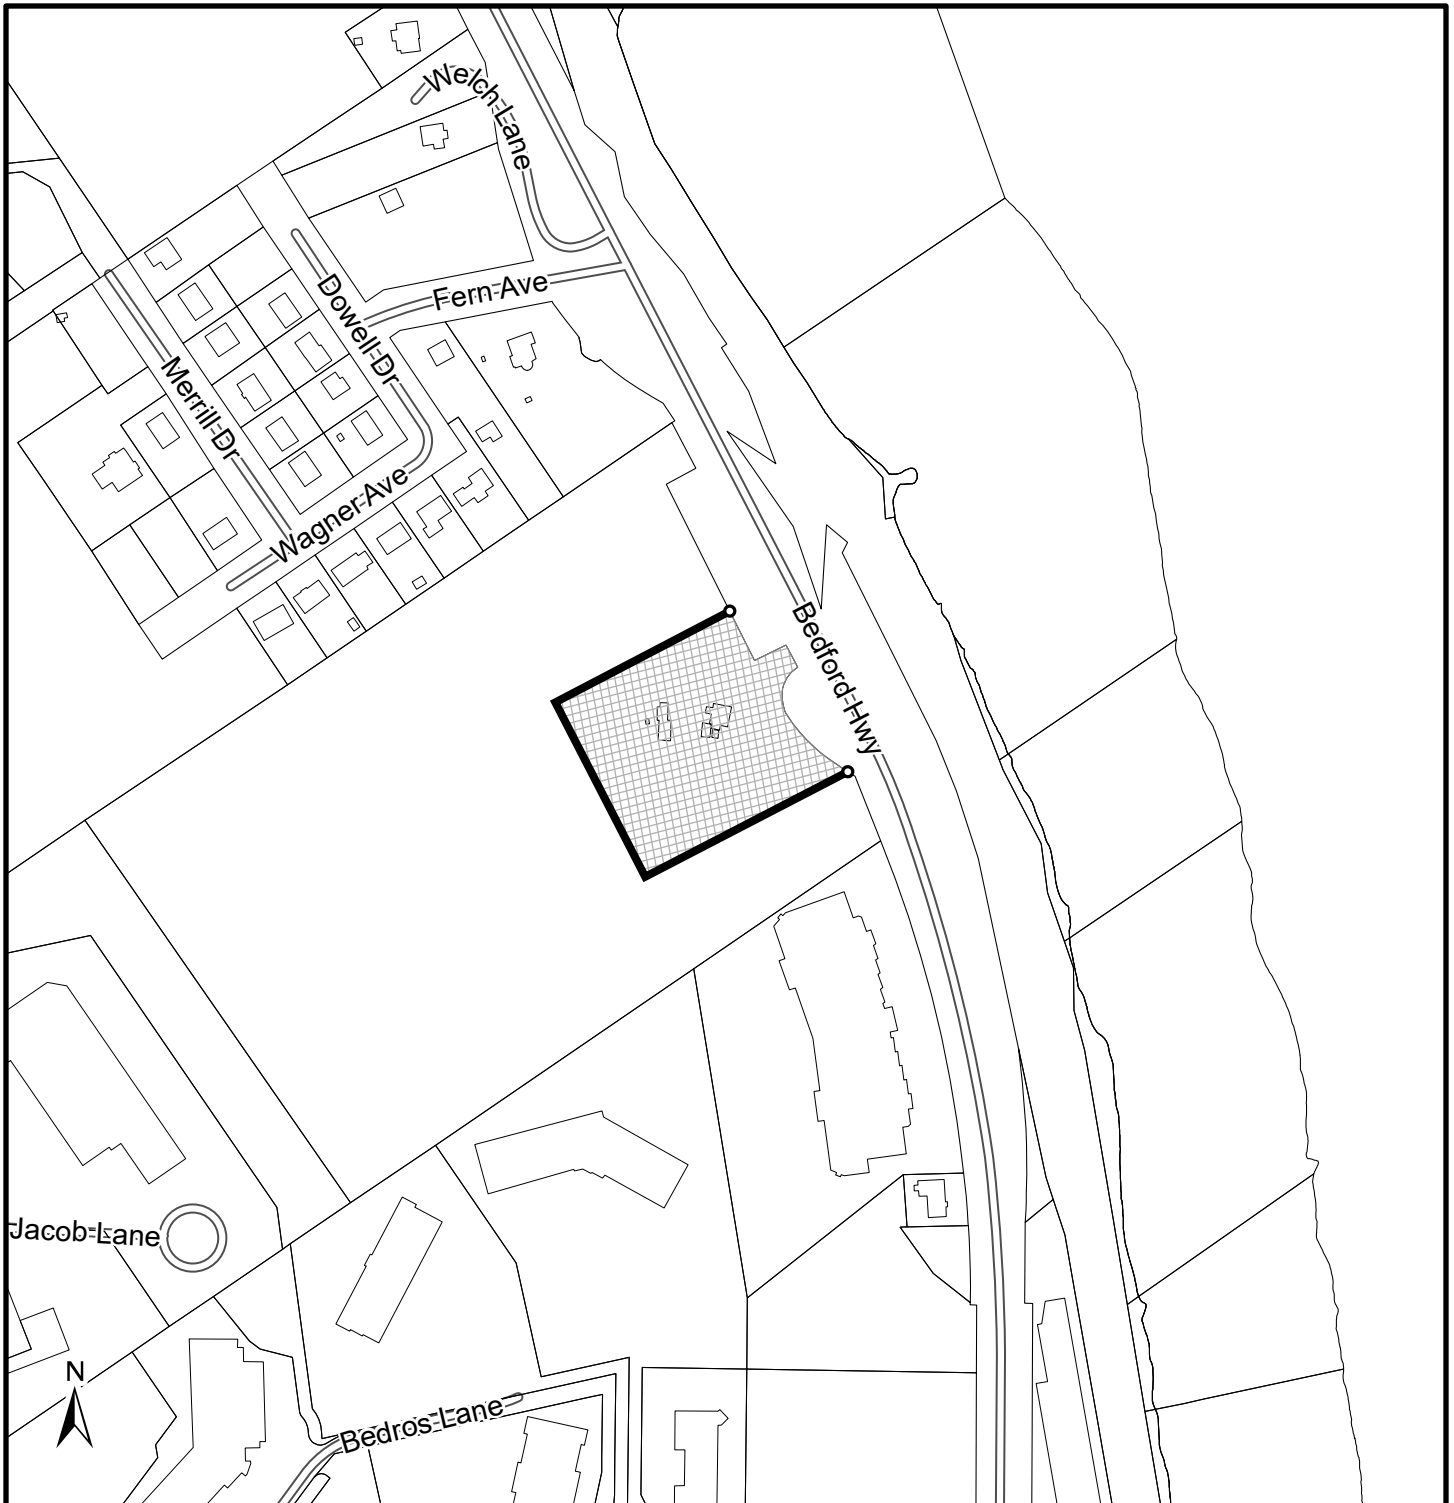 Welch Lane
Fern Ave
Dowell Dr
Merrill Dr
Wagner Ave
Bedford Hwy
Jacob Lane
N
Bedros Lane